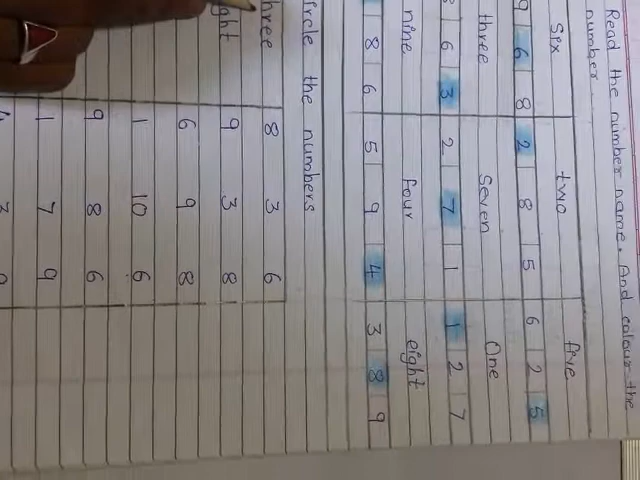 Read the number name. And colour the
number
Six two five
9 6 8 2 8 5 6 2 5
three Seven One
6 3 2 7 1 1 2 7
nine four eight
8 6 5 9 4 3 8 9
ircle the numbers
hree 8 3 6
ght 9 3 8
6 9 8
1 10 6
9 8 6
1 7 9